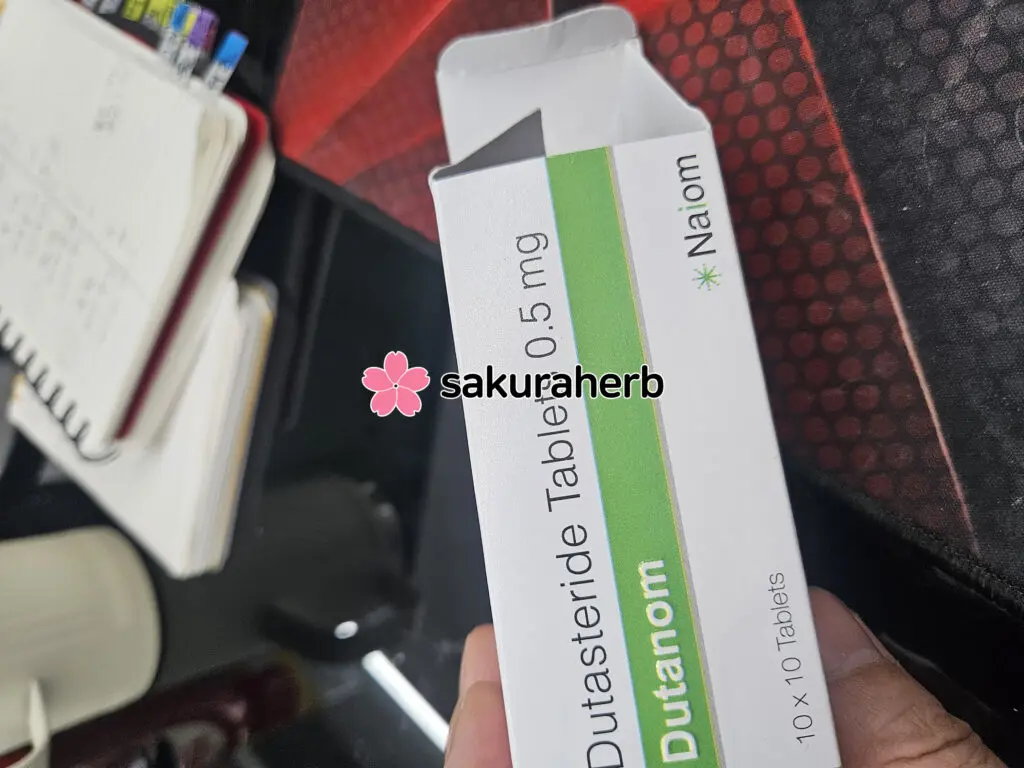 Naiom
Dutasteride Tablets 0.5 mg
Dutanom
10 x 10 Tablets
sakuraherb